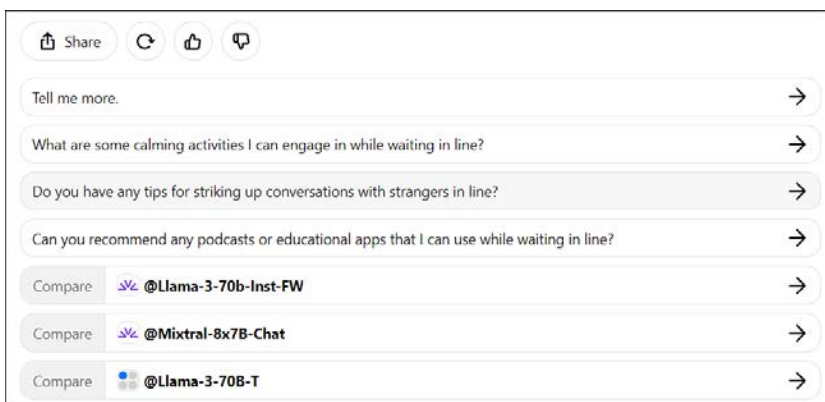 Share
Tell me more.
What are some calming activities I can engage in while waiting in line?
Do you have any tips for striking up conversations with strangers in line?
Can you recommend any podcasts or educational apps that I can use while waiting in line?
Compare @Llama-3-70b-Inst-FW
Compare @Mixtral-8x7B-Chat
Compare @Llama-3-70B-T